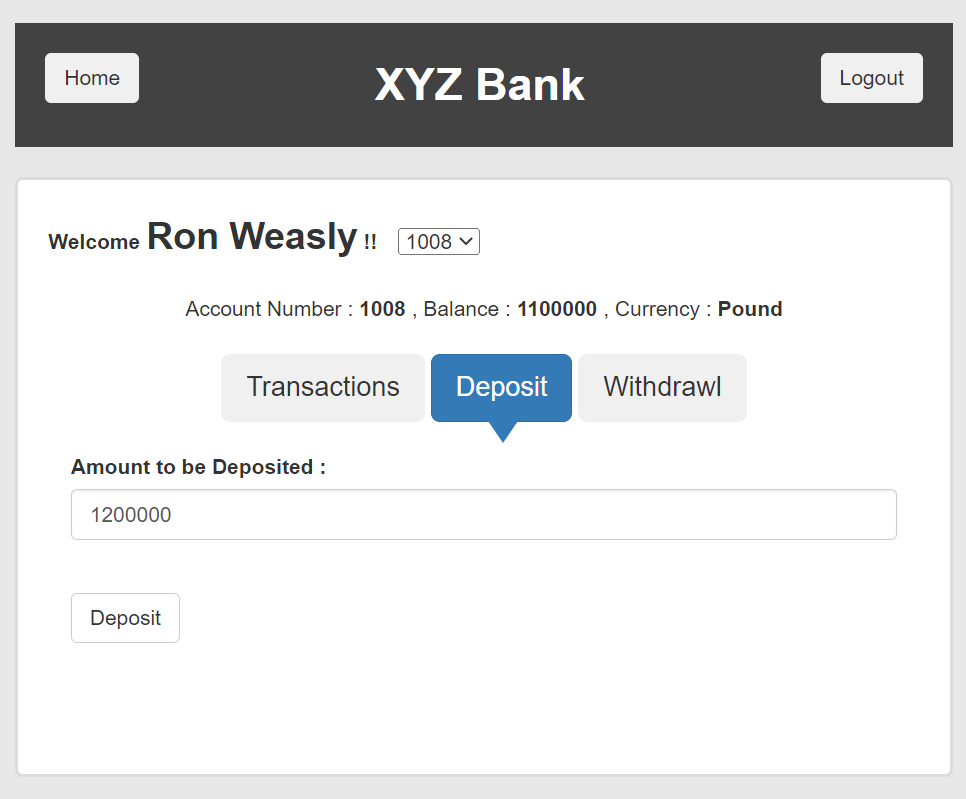 Home XYZ Bank Logout
Welcome Ron Weasly !! 1008
Account Number : 1008 , Balance : 1100000 , Currency : Pound
Transactions Deposit Withdrawl
Amount to be Deposited :
1200000
Deposit